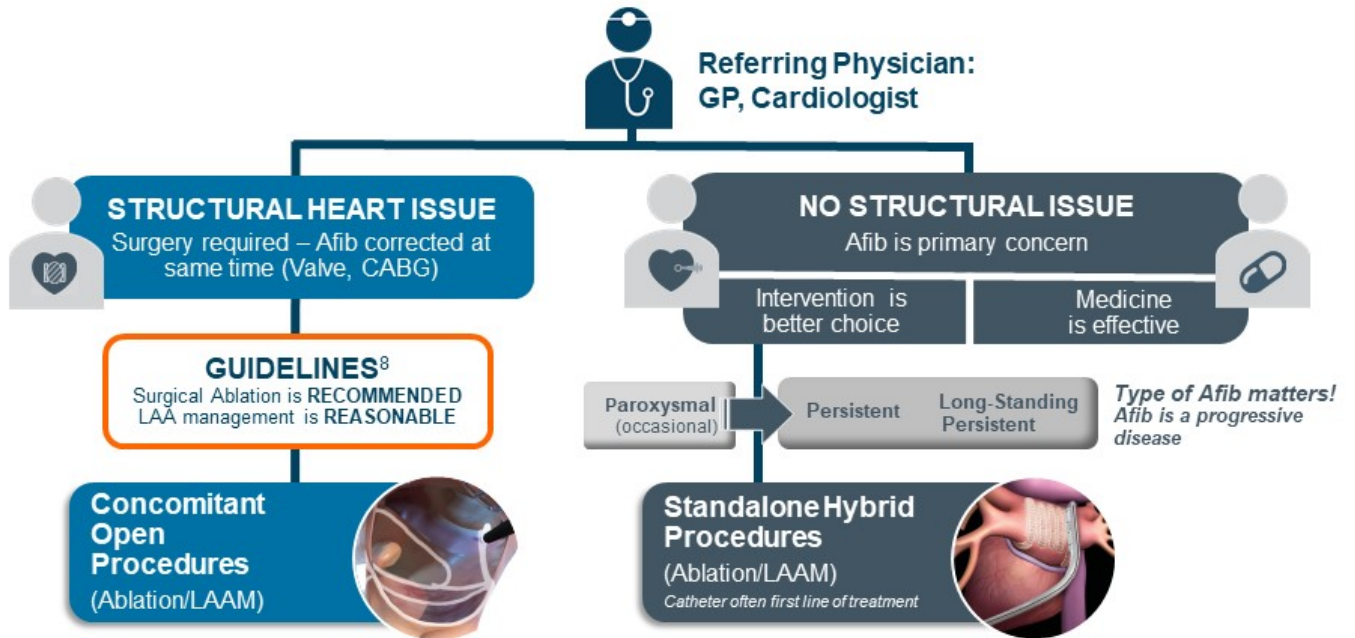 Referring Physician:
GP, Cardiologist
STRUCTURAL HEART ISSUE
Surgery required – Afib corrected at
same time (Valve, CABG)
GUIDELINES⁸
Surgical Ablation is RECOMMENDED
LAA management is REASONABLE
Concomitant
Open
Procedures
(Ablation/LAAM)
NO STRUCTURAL ISSUE
Afib is primary concern
Intervention is
better choice
Medicine
is effective
Paroxysmal
(occasional)
Persistent
Long-Standing
Persistent
Type of Afib matters!
Afib is a progressive
disease
Standalone Hybrid
Procedures
(Ablation/LAAM)
Catheter often first line of treatment